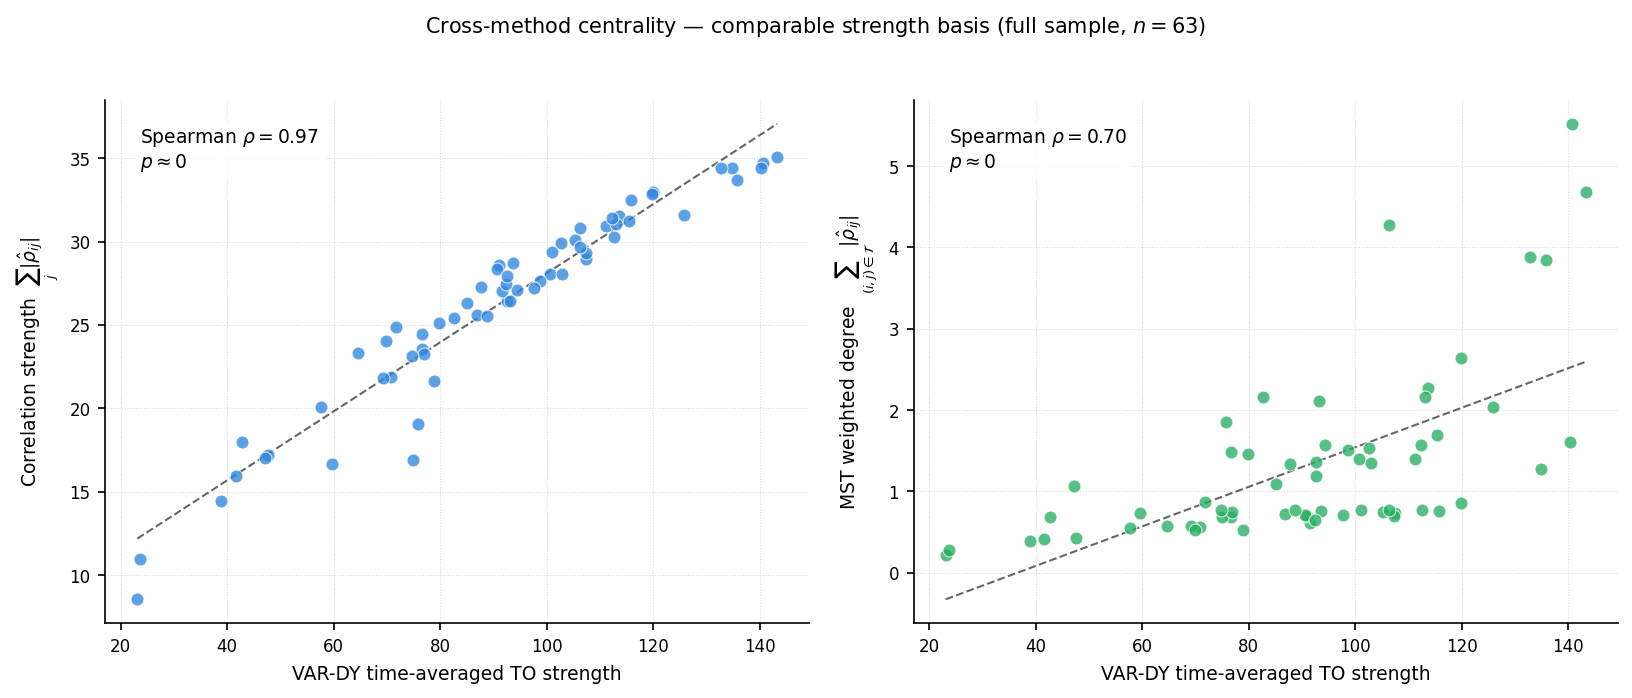 Cross-method centrality — comparable strength basis (full sample, n = 63)
Spearman ρ = 0.97
p ≈ 0
Correlation strength ∑_j |ρ̂_ij|
35
30
25
20
15
10
20 40 60 80 100 120 140
VAR-DY time-averaged TO strength
Spearman ρ = 0.70
p ≈ 0
MST weighted degree ∑_(i,j)∈𝒯 |ρ̂_ij|
5
4
3
2
1
0
20 40 60 80 100 120 140
VAR-DY time-averaged TO strength